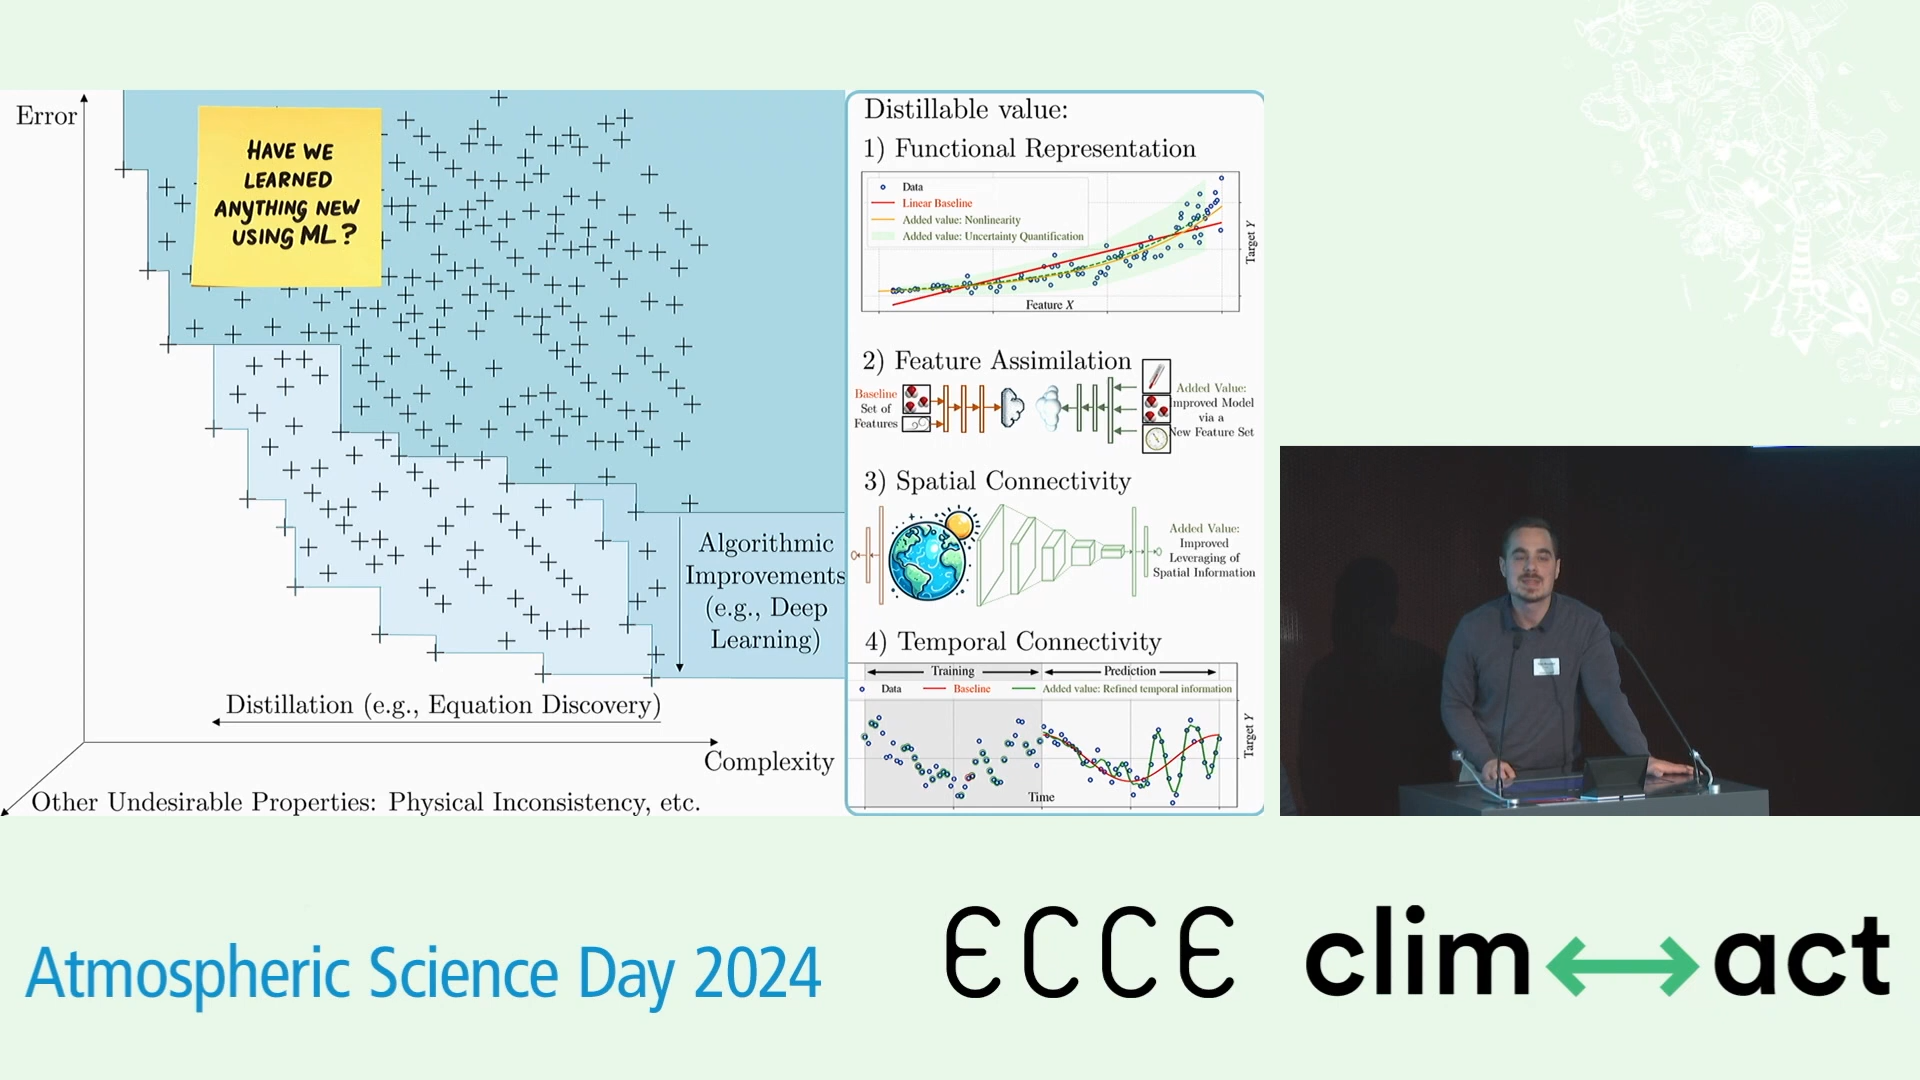 Error
HAVE WE
LEARNED
ANYTHING NEW
USING ML?
Algorithmic
Improvements
(e.g., Deep
Learning)
Distillation (e.g., Equation Discovery)
Complexity
Other Undesirable Properties: Physical Inconsistency, etc.
Distillable value:
1) Functional Representation
Data
Linear Baseline
Added value: Nonlinearity
Added value: Uncertainty Quantification
Target Y
Feature X
2) Feature Assimilation
Baseline
Set of
Features
Added Value:
mproved Model
via a
New Feature Set
3) Spatial Connectivity
Added Value:
Improved
Leveraging of
Spatial Information
4) Temporal Connectivity
Training
Prediction
Data
Baseline
Added value: Refined temporal information
Target Y
Time
Atmospheric Science Day 2024
ECCE
clim act